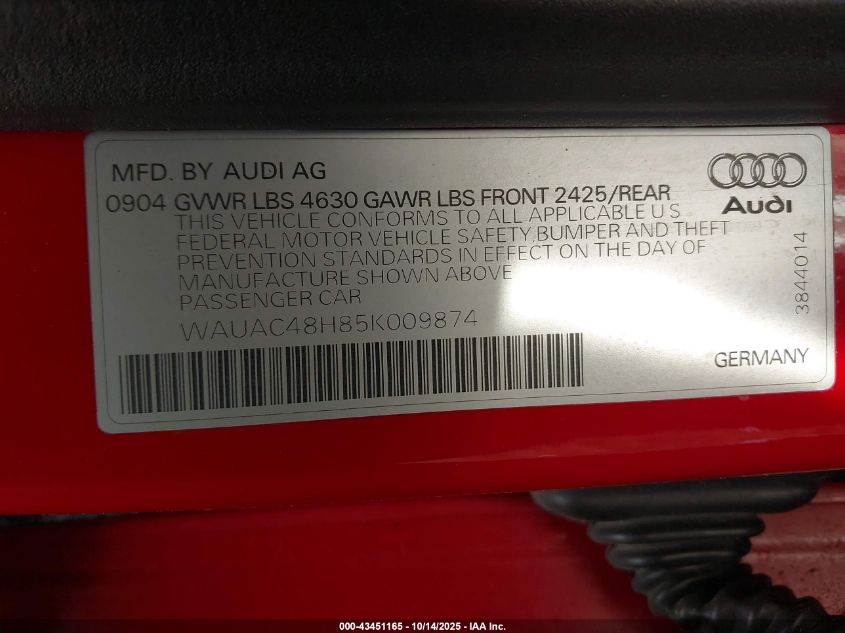 MFD. BY AUDI AG
0904 GVWR LBS 4630 GAWR LBS FRONT 2425/REAR
THIS VEHICLE CONFORMS TO ALL APPLICABLE U S
FEDERAL MOTOR VEHICLE SAFETY, BUMPER AND THEFT
PREVENTION STANDARDS IN EFFECT ON THE DAY OF
MANUFACTURE SHOWN ABOVE
PASSENGER CAR
WAUAC48H85K009874
Audi
3844014
GERMANY
000-43451165 - 10/14/2025 - IAA Inc.